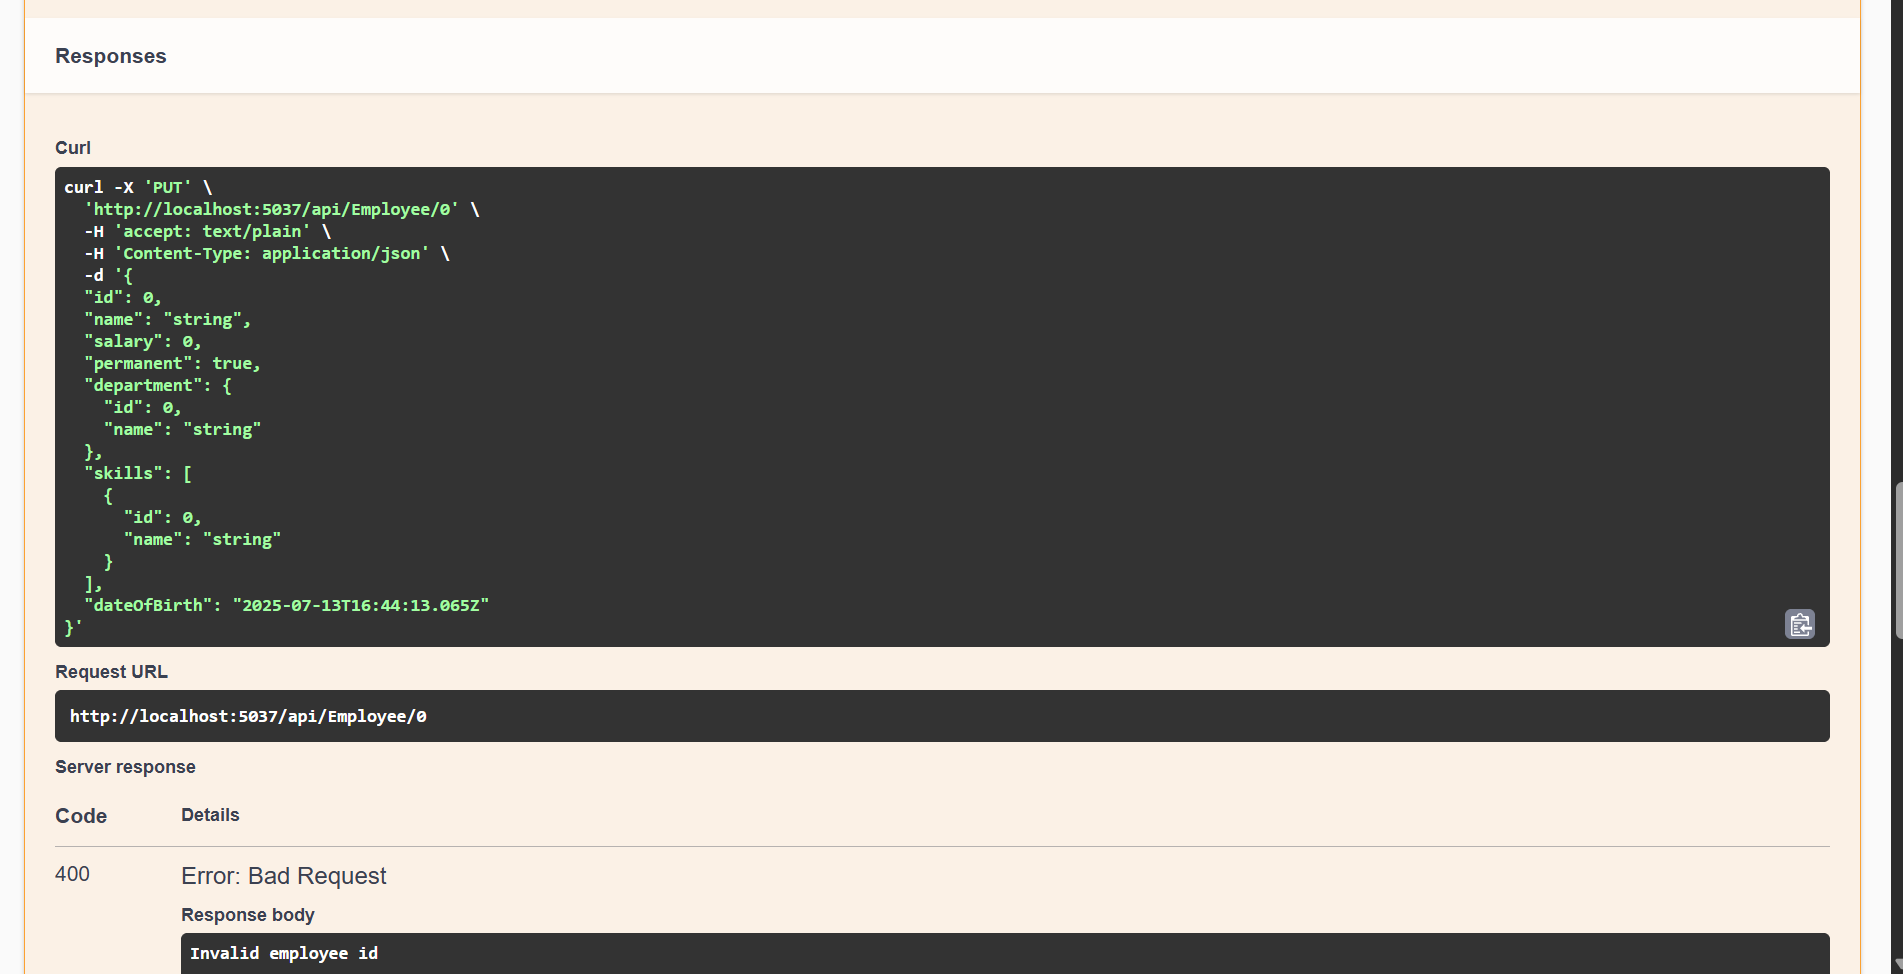 Responses
Curl
curl -X 'PUT' \
  'http://localhost:5037/api/Employee/0' \
  -H 'accept: text/plain' \
  -H 'Content-Type: application/json' \
  -d '{
  "id": 0,
  "name": "string",
  "salary": 0,
  "permanent": true,
  "department": {
    "id": 0,
    "name": "string"
  },
  "skills": [
    {
      "id": 0,
      "name": "string"
    }
  ],
  "dateOfBirth": "2025-07-13T16:44:13.065Z"
}'
Request URL
http://localhost:5037/api/Employee/0
Server response
Code Details
400 Error: Bad Request
Response body
Invalid employee id